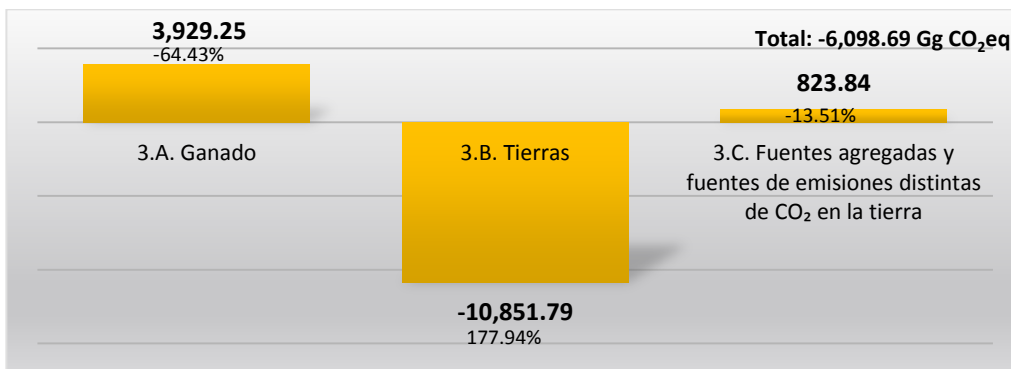 Total: -6,098.69 Gg CO₂eq
3,929.25
-64.43%
3.A. Ganado
3.B. Tierras
-10,851.79
177.94%
823.84
-13.51%
3.C. Fuentes agregadas y
fuentes de emisiones distintas
de CO₂ en la tierra